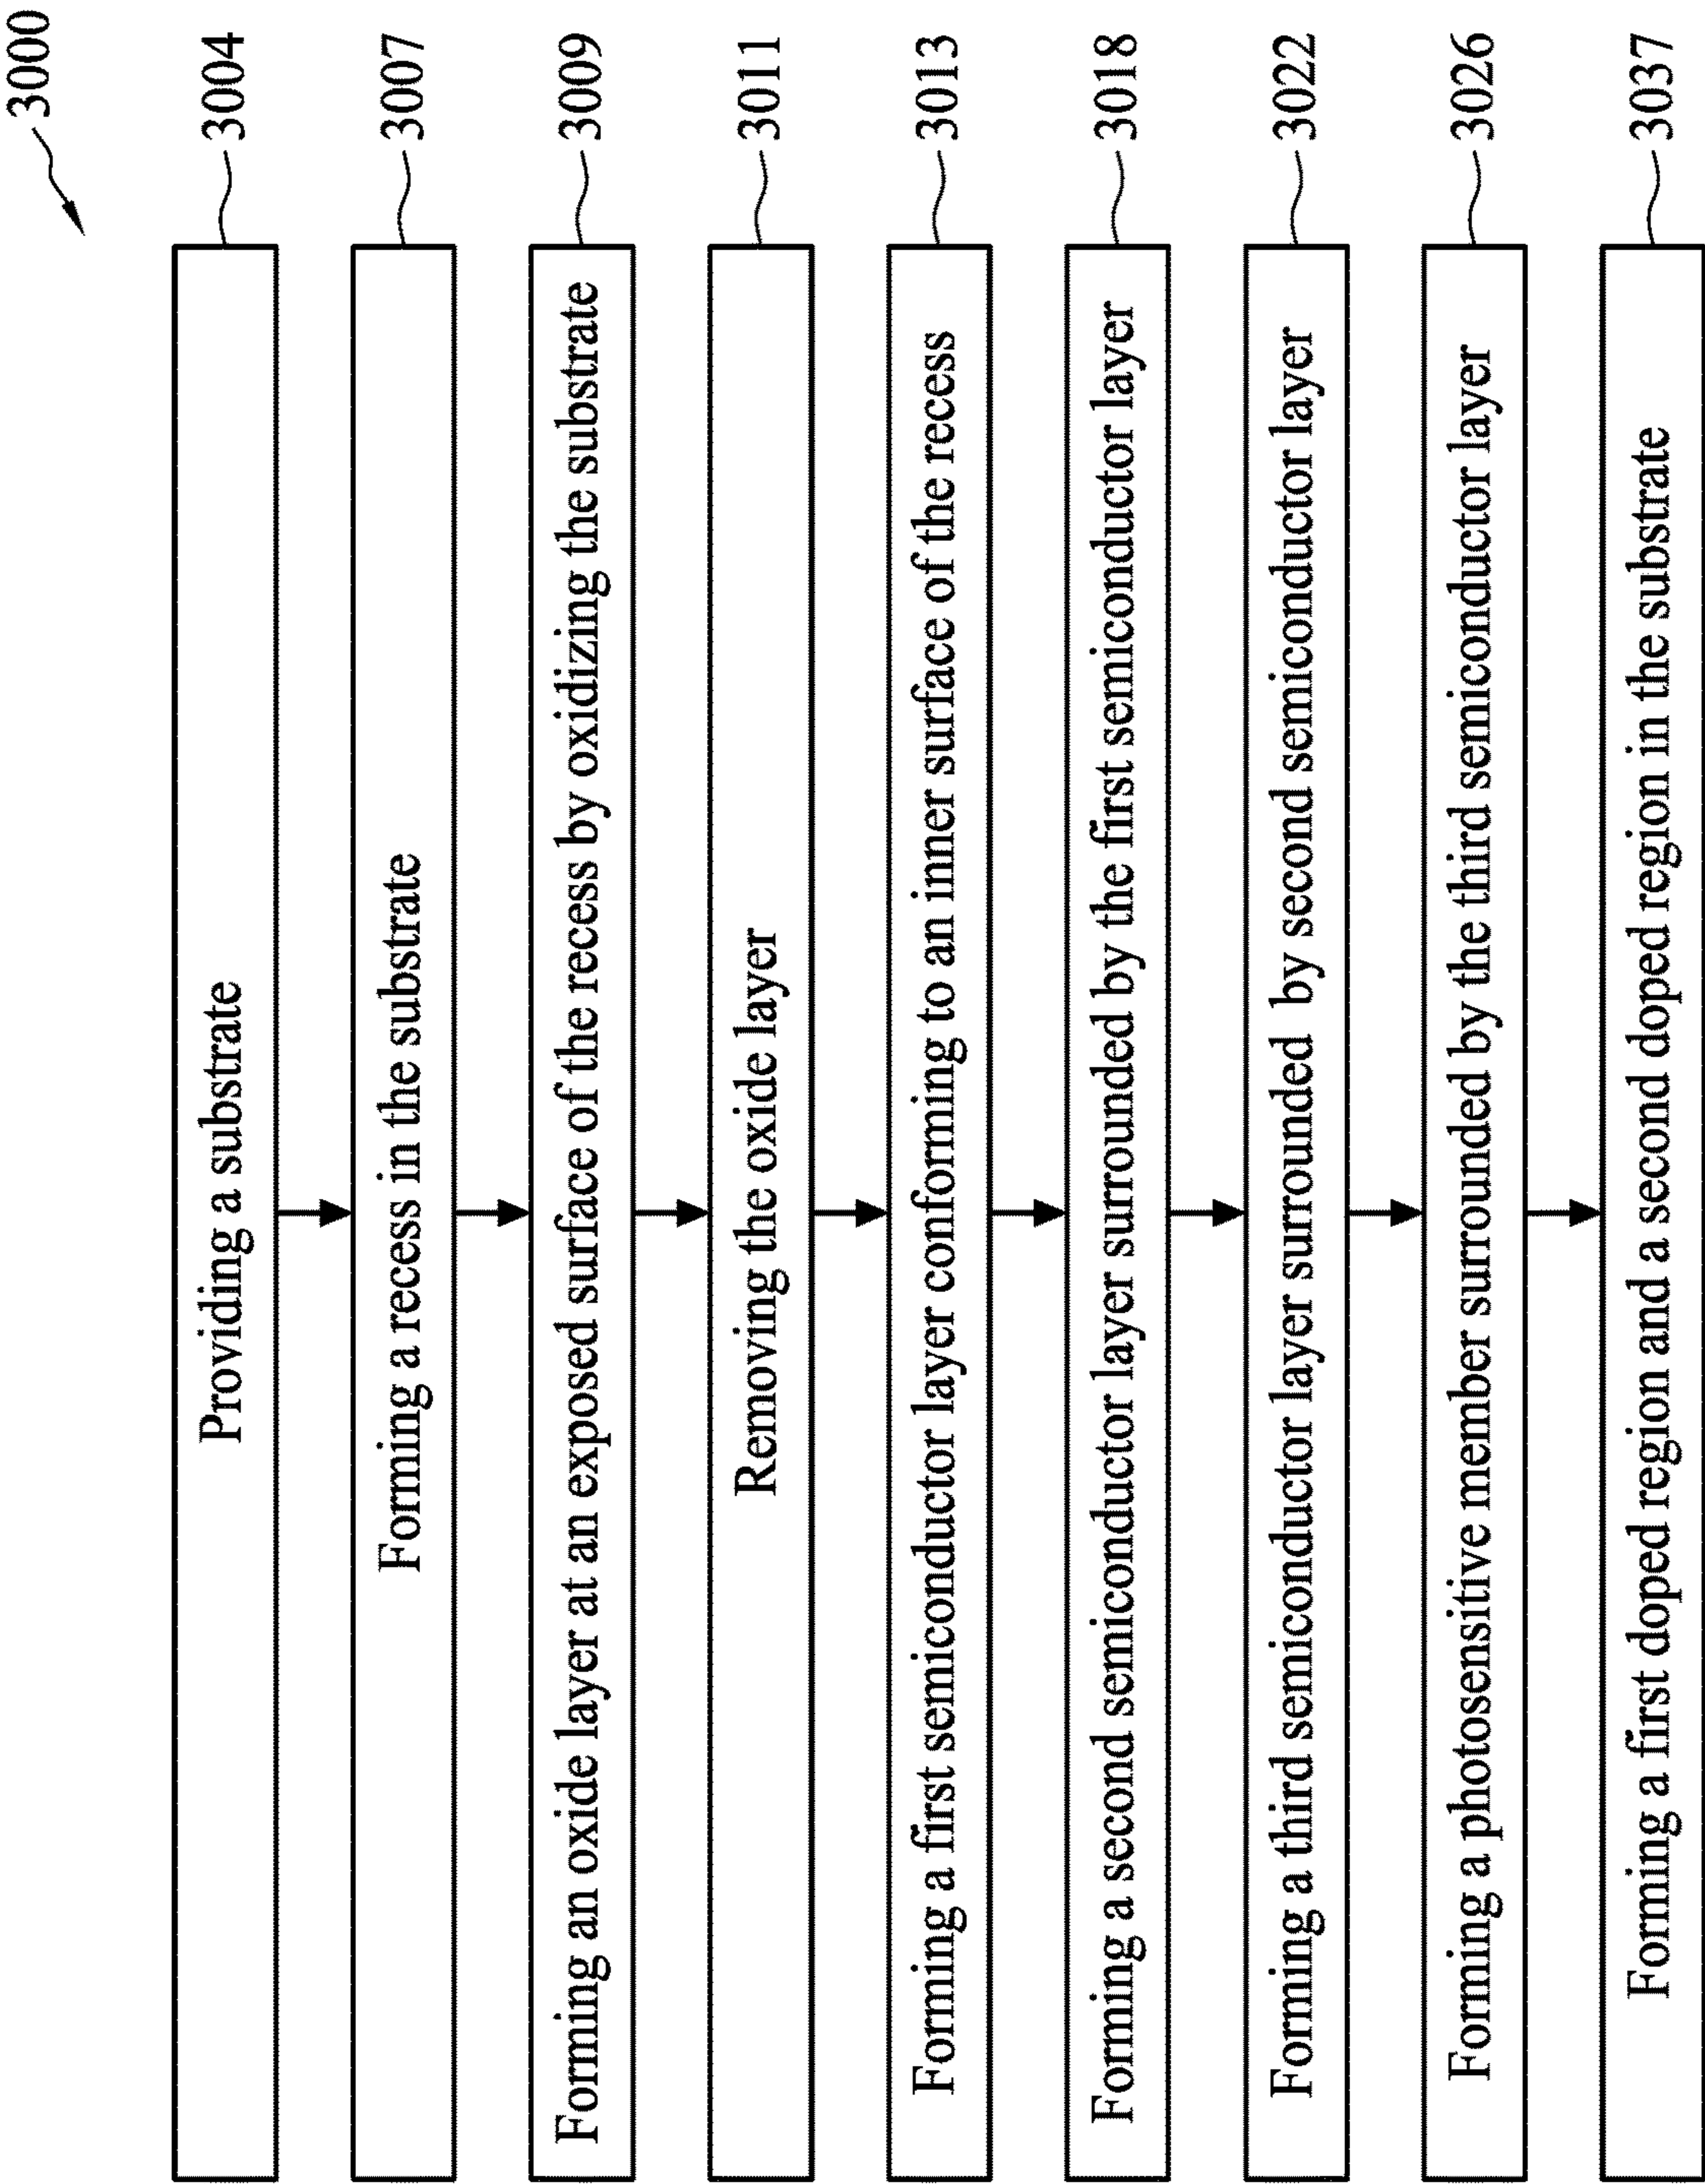 3000
Providing a substrate 3004
Forming a recess in the substrate 3007
Forming an oxide layer at an exposed surface of the recess by oxidizing the substrate 3009
Removing the oxide layer 3011
Forming a first semiconductor layer conforming to an inner surface of the recess 3013
Forming a second semiconductor layer surrounded by the first semiconductor layer 3018
Forming a third semiconductor layer surrounded by second semiconductor layer 3022
Forming a photosensitive member surrounded by the third semiconductor layer 3026
Forming a first doped region and a second doped region in the substrate 3037